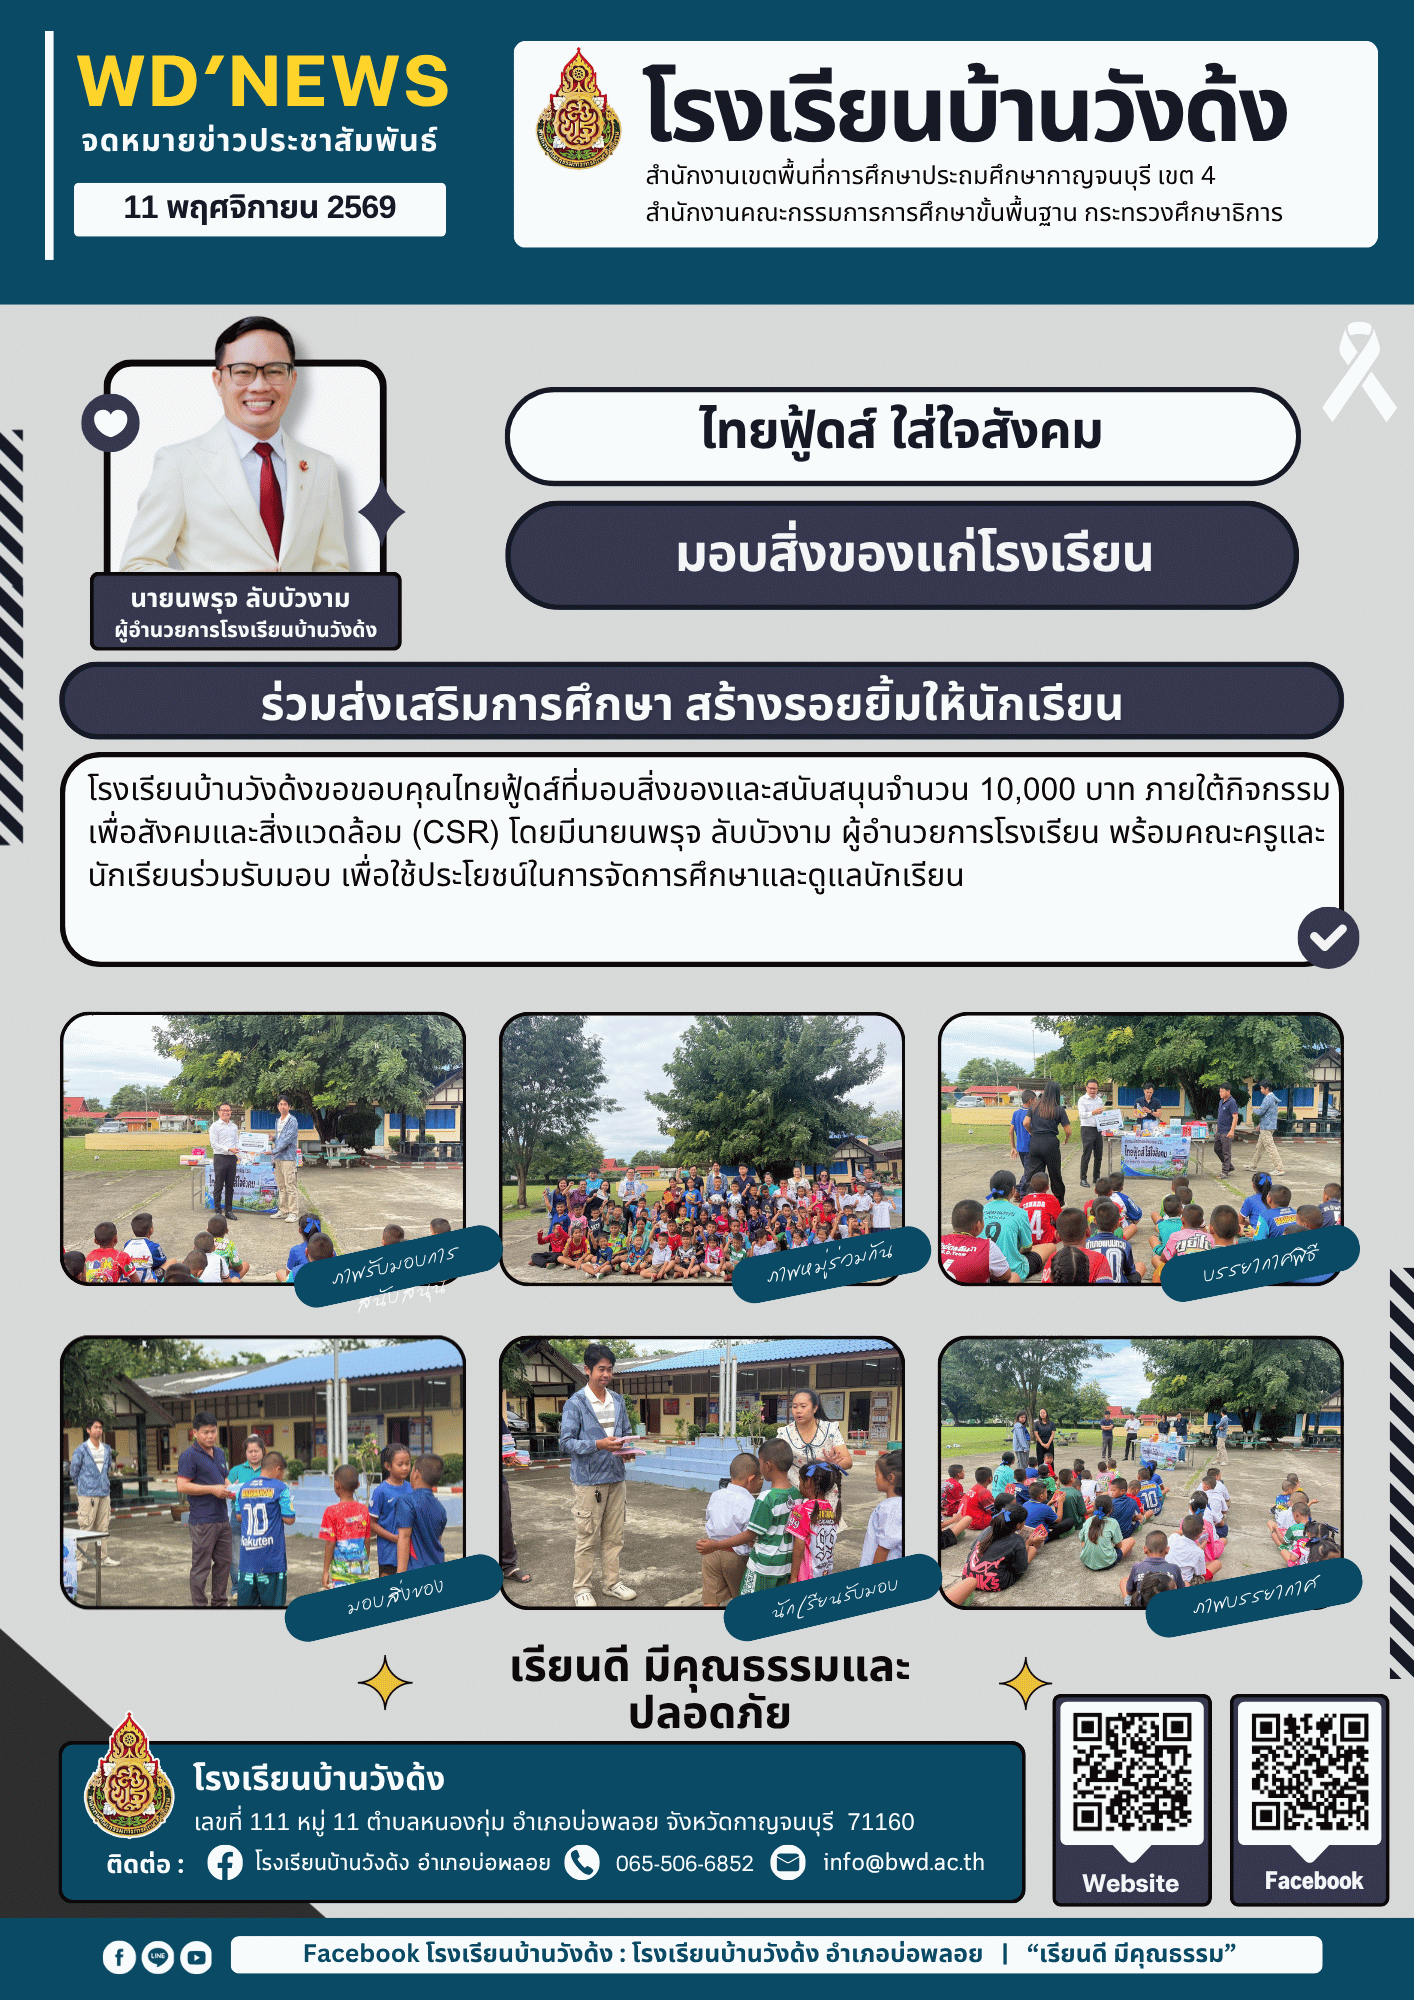 WD'NEWS
จดหมายข่าวประชาสัมพันธ์
11 พฤศจิกายน 2569
โรงเรียนบ้านวังด้ง
สำนักงานเขตพื้นที่การศึกษาประถมศึกษากาญจนบุรี เขต 4
สำนักงานคณะกรรมการการศึกษาขั้นพื้นฐาน กระทรวงศึกษาธิการ
ไทยฟู้ดส์ ใส่ใจสังคม
มอบสิ่งของแก่โรงเรียน
นายนพรุจ ลับบัวงาม
ผู้อำนวยการโรงเรียนบ้านวังด้ง
ร่วมส่งเสริมการศึกษา สร้างรอยยิ้มให้นักเรียน
โรงเรียนบ้านวังด้งขอขอบคุณไทยฟู้ดส์ที่มอบสิ่งของและสนับสนุนจำนวน 10,000 บาท ภายใต้กิจกรรม
เพื่อสังคมและสิ่งแวดล้อม (CSR) โดยมีนายนพรุจ ลับบัวงาม ผู้อำนวยการโรงเรียน พร้อมคณะครูและ
นักเรียนร่วมรับมอบ เพื่อใช้ประโยชน์ในการจัดการศึกษาและดูแลนักเรียน
ไทยฟู้ดส์ ใส่ใจสังคม
CANADA
4
8
10
ภาพรับมอบการ
สนับสนุน
ภาพหมู่ร่วมกัน
บรรยากาศพิธี
10
Rakuten
10
มอบสิ่งของ
นักเรียนรับมอบ
ภาพบรรยากาศ
เรียนดี มีคุณธรรมและ
ปลอดภัย
โรงเรียนบ้านวังด้ง
เลขที่ 111 หมู่ 11 ตำบลหนองกุ่ม อำเภอบ่อพลอย จังหวัดกาญจนบุรี 71160
ติดต่อ : โรงเรียนบ้านวังด้ง อำเภอบ่อพลอย 065-506-6852 info@bwd.ac.th
Website
Facebook
LINE
Facebook โรงเรียนบ้านวังด้ง : โรงเรียนบ้านวังด้ง อำเภอบ่อพลอย | “เรียนดี มีคุณธรรม”